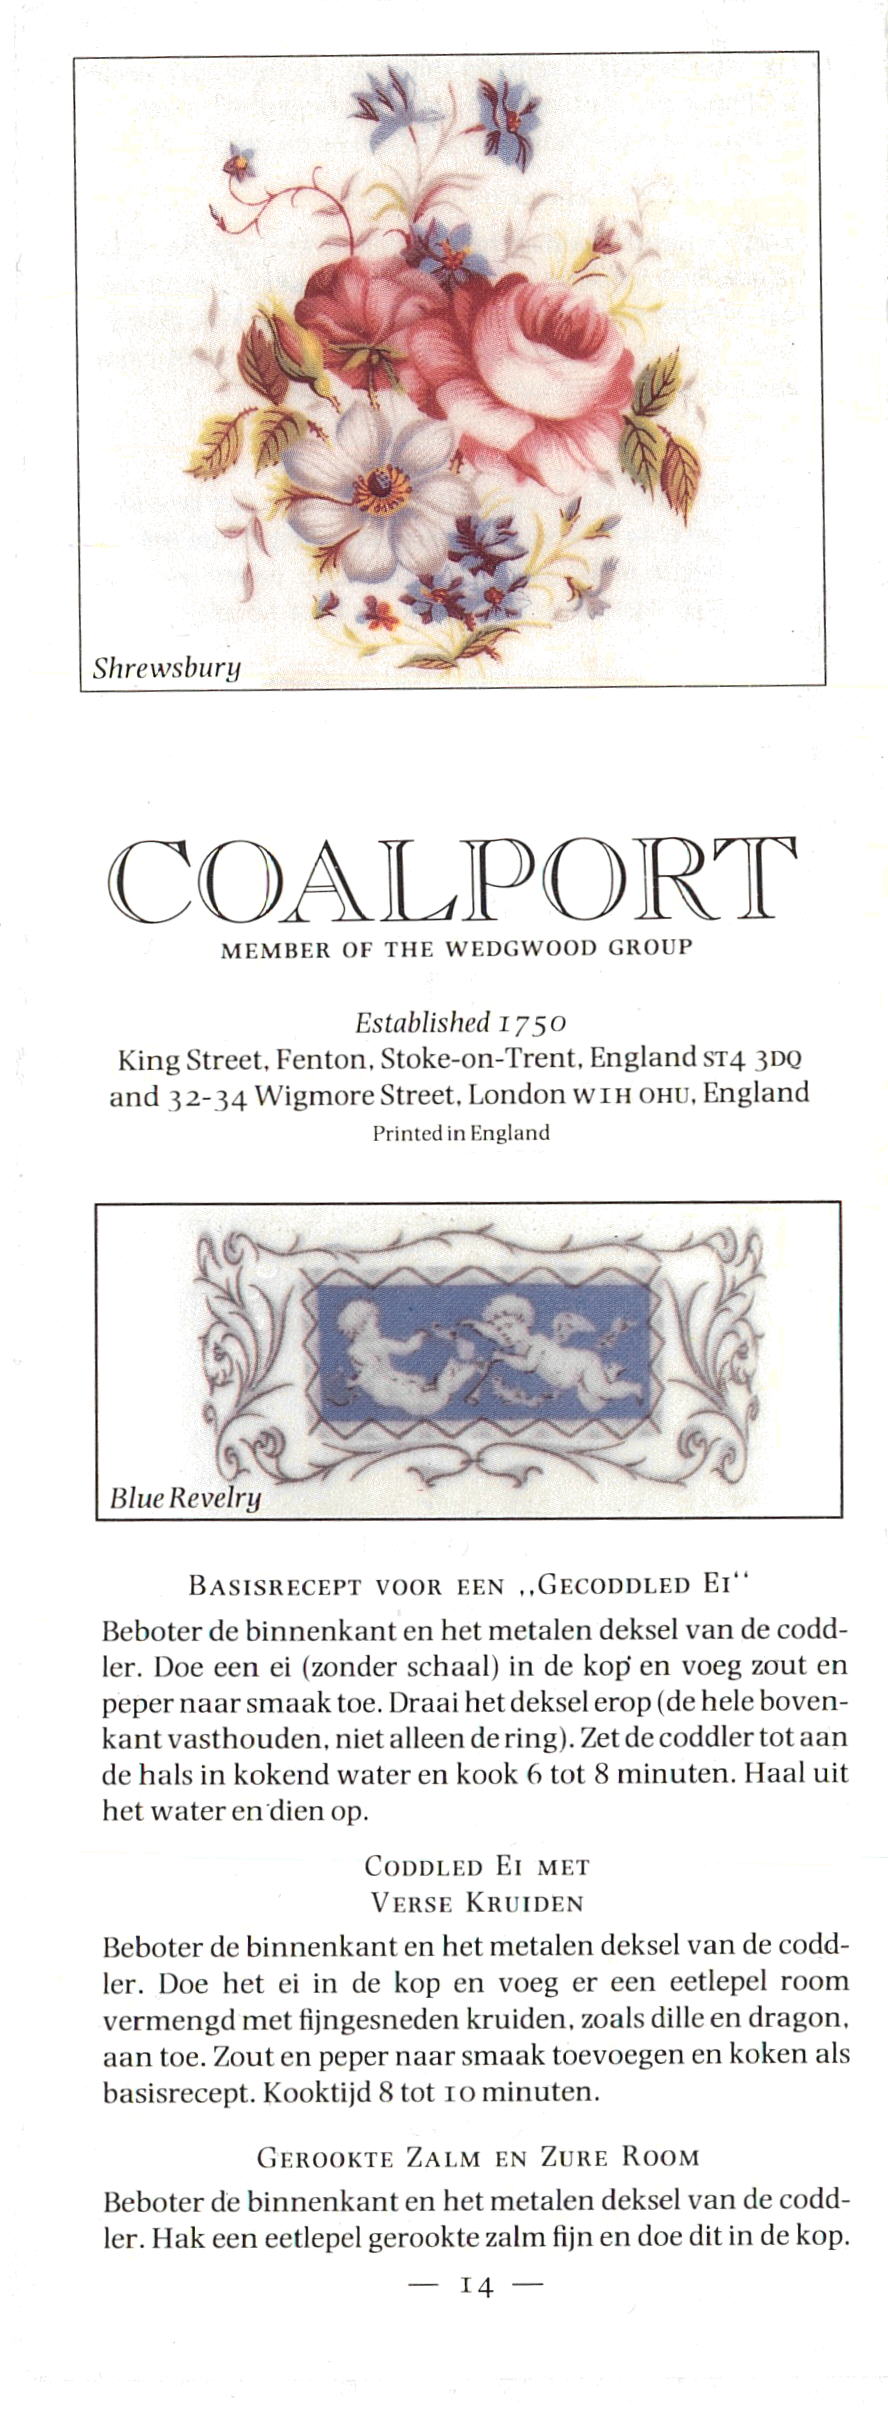 Shrewsbury
COALPORT
MEMBER OF THE WEDGWOOD GROUP
Established 1750
King Street, Fenton, Stoke-on-Trent, England ST4 3DQ
and 32-34 Wigmore Street, London W1H OHU, England
Printed in England
Blue Revelry
BASISRECEPT VOOR EEN ,,GECODDLED EI“
Beboter de binnenkant en het metalen deksel van de codd-
ler. Doe een ei (zonder schaal) in de kop en voeg zout en
peper naar smaak toe. Draai het deksel erop (de hele boven-
kant vasthouden, niet alleen de ring). Zet de coddler tot aan
de hals in kokend water en kook 6 tot 8 minuten. Haal uit
het water en dien op.
CODDLED EI MET
VERSE KRUIDEN
Beboter de binnenkant en het metalen deksel van de codd-
ler. Doe het ei in de kop en voeg er een eetlepel room
vermengd met fijngesneden kruiden, zoals dille en dragon,
aan toe. Zout en peper naar smaak toevoegen en koken als
basisrecept. Kooktijd 8 tot 10 minuten.
GEROOKTE ZALM EN ZURE ROOM
Beboter de binnenkant en het metalen deksel van de codd-
ler. Hak een eetlepel gerookte zalm fijn en doe dit in de kop.
— 14 —